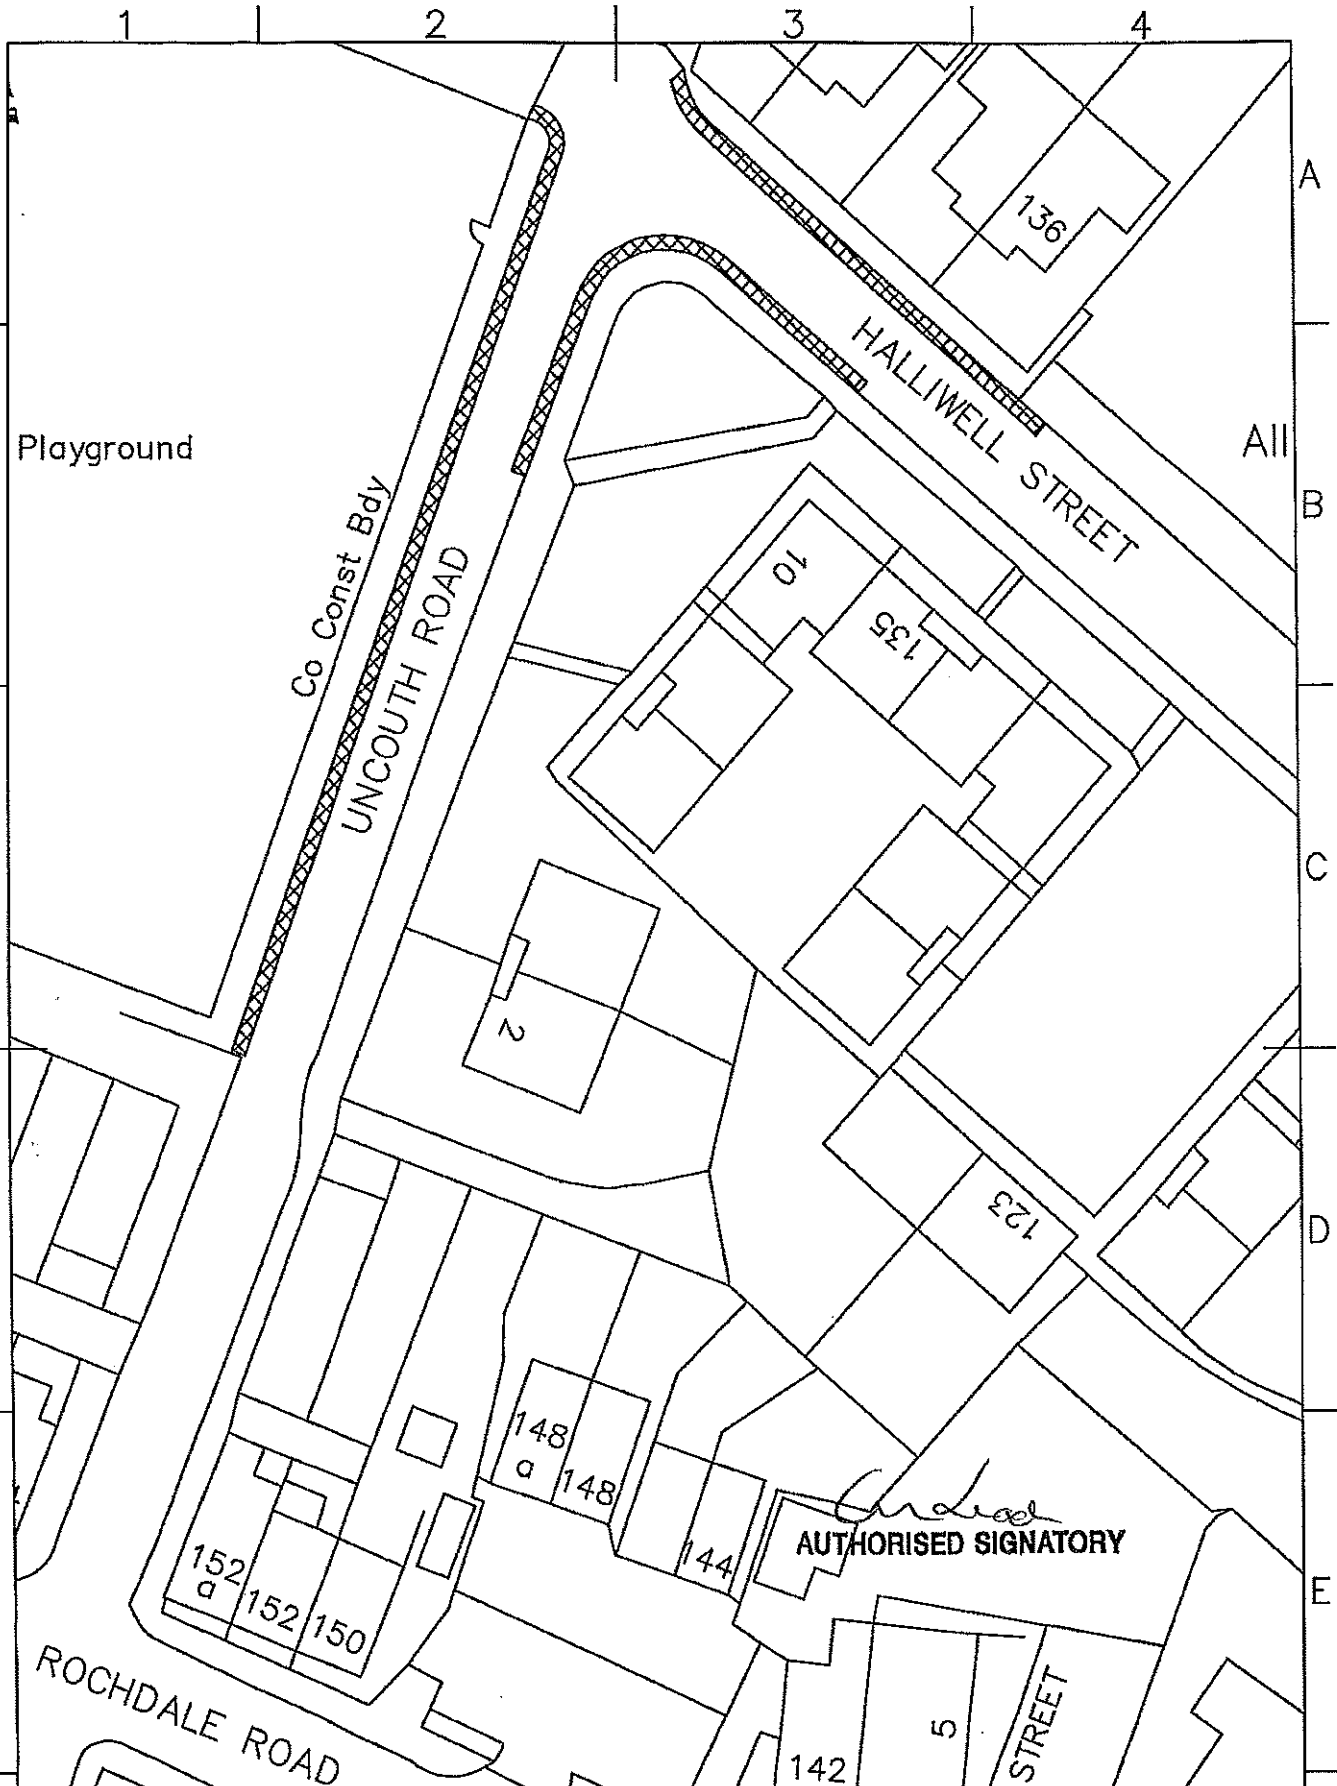 1
2
3
4
A
136
HALLIWELL STREET
Playground
All
B
Co Const Bdy
UNCOUTH ROAD
10
135
C
2
123
D
148
a
148
144
AUTHORISED SIGNATORY
152
a
152
150
E
ROCHDALE ROAD
142
5
STREET